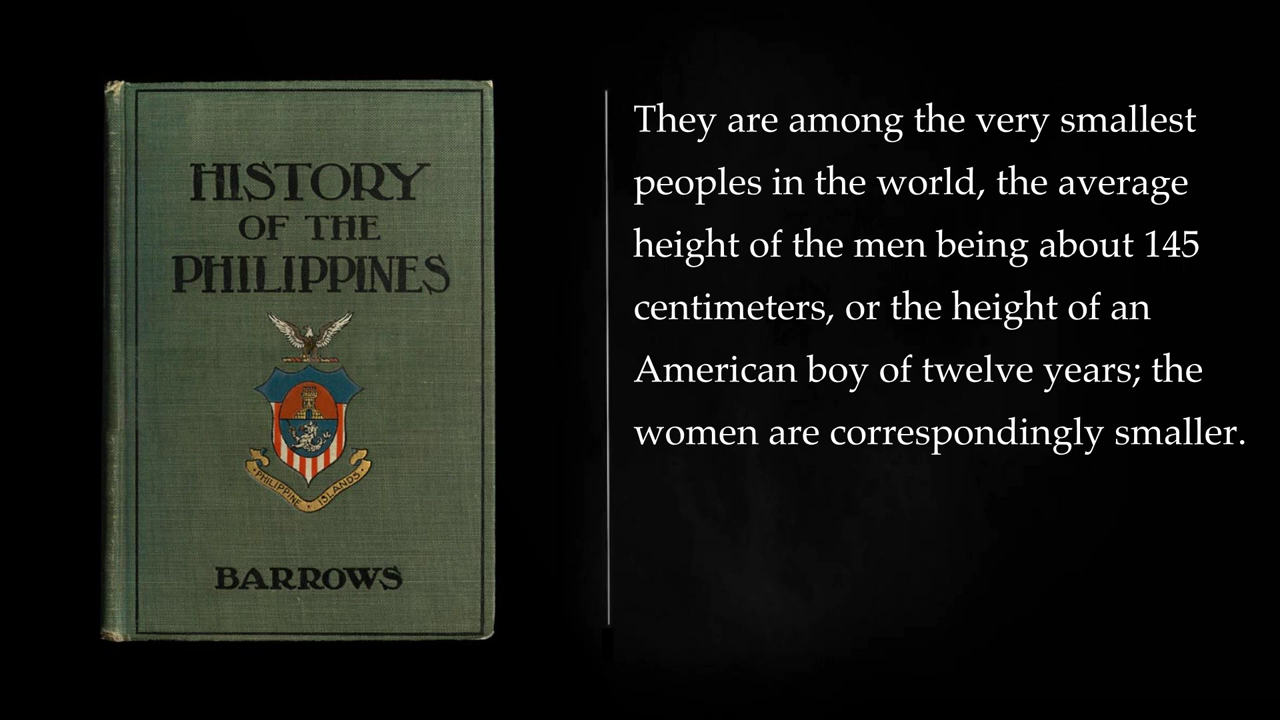 HISTORY
OF THE
PHILIPPINES
PHILIPPINE ISLANDS
BARROWS
They are among the very smallest
peoples in the world, the average
height of the men being about 145
centimeters, or the height of an
American boy of twelve years; the
women are correspondingly smaller.